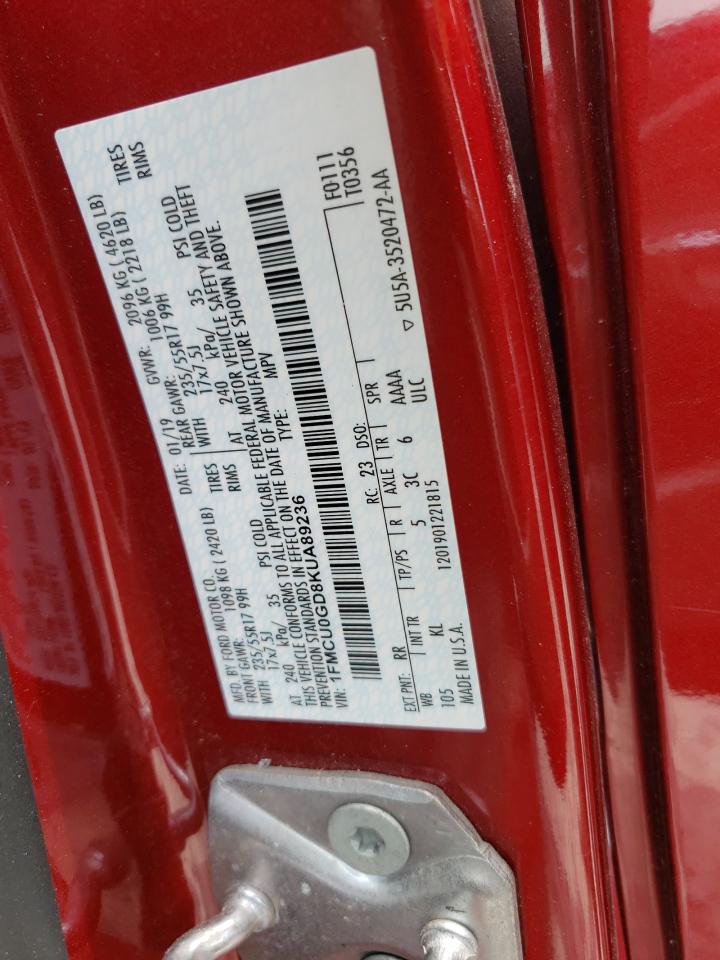 MFD. BY FORD MOTOR CO.
DATE: 01/19 GVWR: 2096 KG ( 4620 LB)
FRONT GAWR: 1098 KG ( 2420 LB) REAR GAWR: 1006 KG ( 2218 LB)
WITH 235/55R17 99H TIRES WITH 235/55R17 99H TIRES
17x7.5J RIMS 17x7.5J RIMS
AT 240 kPa/ 35 PSI COLD AT 240 kPa/ 35 PSI COLD
THIS VEHICLE CONFORMS TO ALL APPLICABLE FEDERAL MOTOR VEHICLE SAFETY AND THEFT
PREVENTION STANDARDS IN EFFECT ON THE DATE OF MANUFACTURE SHOWN ABOVE.
VIN: 1FMCU0GD8KUA89236 TYPE: MPV
F0111
T0356
EXT PNT: RR RC: 23 DSO:
WB INT TR TP/PS R AXLE TR SPR
105 KL 5 3C 6 AAAA
ULC
MADE IN U.S.A. 1201901221815
▽ 5U5A-3520472-AA